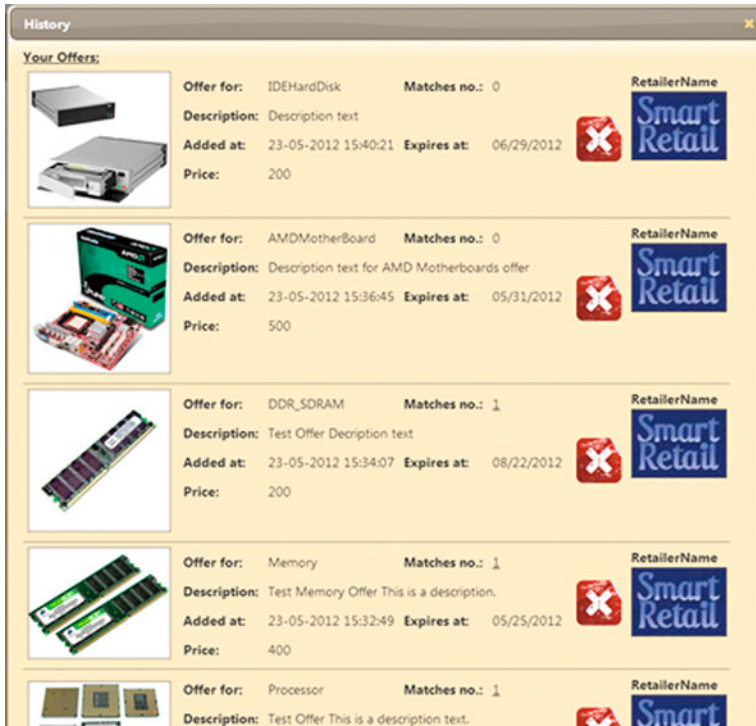 History
Your Offers:
Offer for: IDEHardDisk Matches no.: 0
Description: Description text
Added at: 23-05-2012 15:40:21 Expires at: 06/29/2012
Price: 200
RetailerName
Smart
Retail
Offer for: AMDMotherBoard Matches no.: 0
Description: Description text for AMD Motherboards offer
Added at: 23-05-2012 15:36:45 Expires at: 05/31/2012
Price: 500
RetailerName
Smart
Retail
Offer for: DDR_SDRAM Matches no.: 1
Description: Test Offer Decription text
Added at: 23-05-2012 15:34:07 Expires at: 08/22/2012
Price: 200
RetailerName
Smart
Retail
Offer for: Memory Matches no.: 1
Description: Test Memory Offer This is a description.
Added at: 23-05-2012 15:32:49 Expires at: 05/25/2012
Price: 400
RetailerName
Smart
Retail
Offer for: Processor Matches no.: 1
Description: Test Offer This is a description text.
RetailerName
Smart